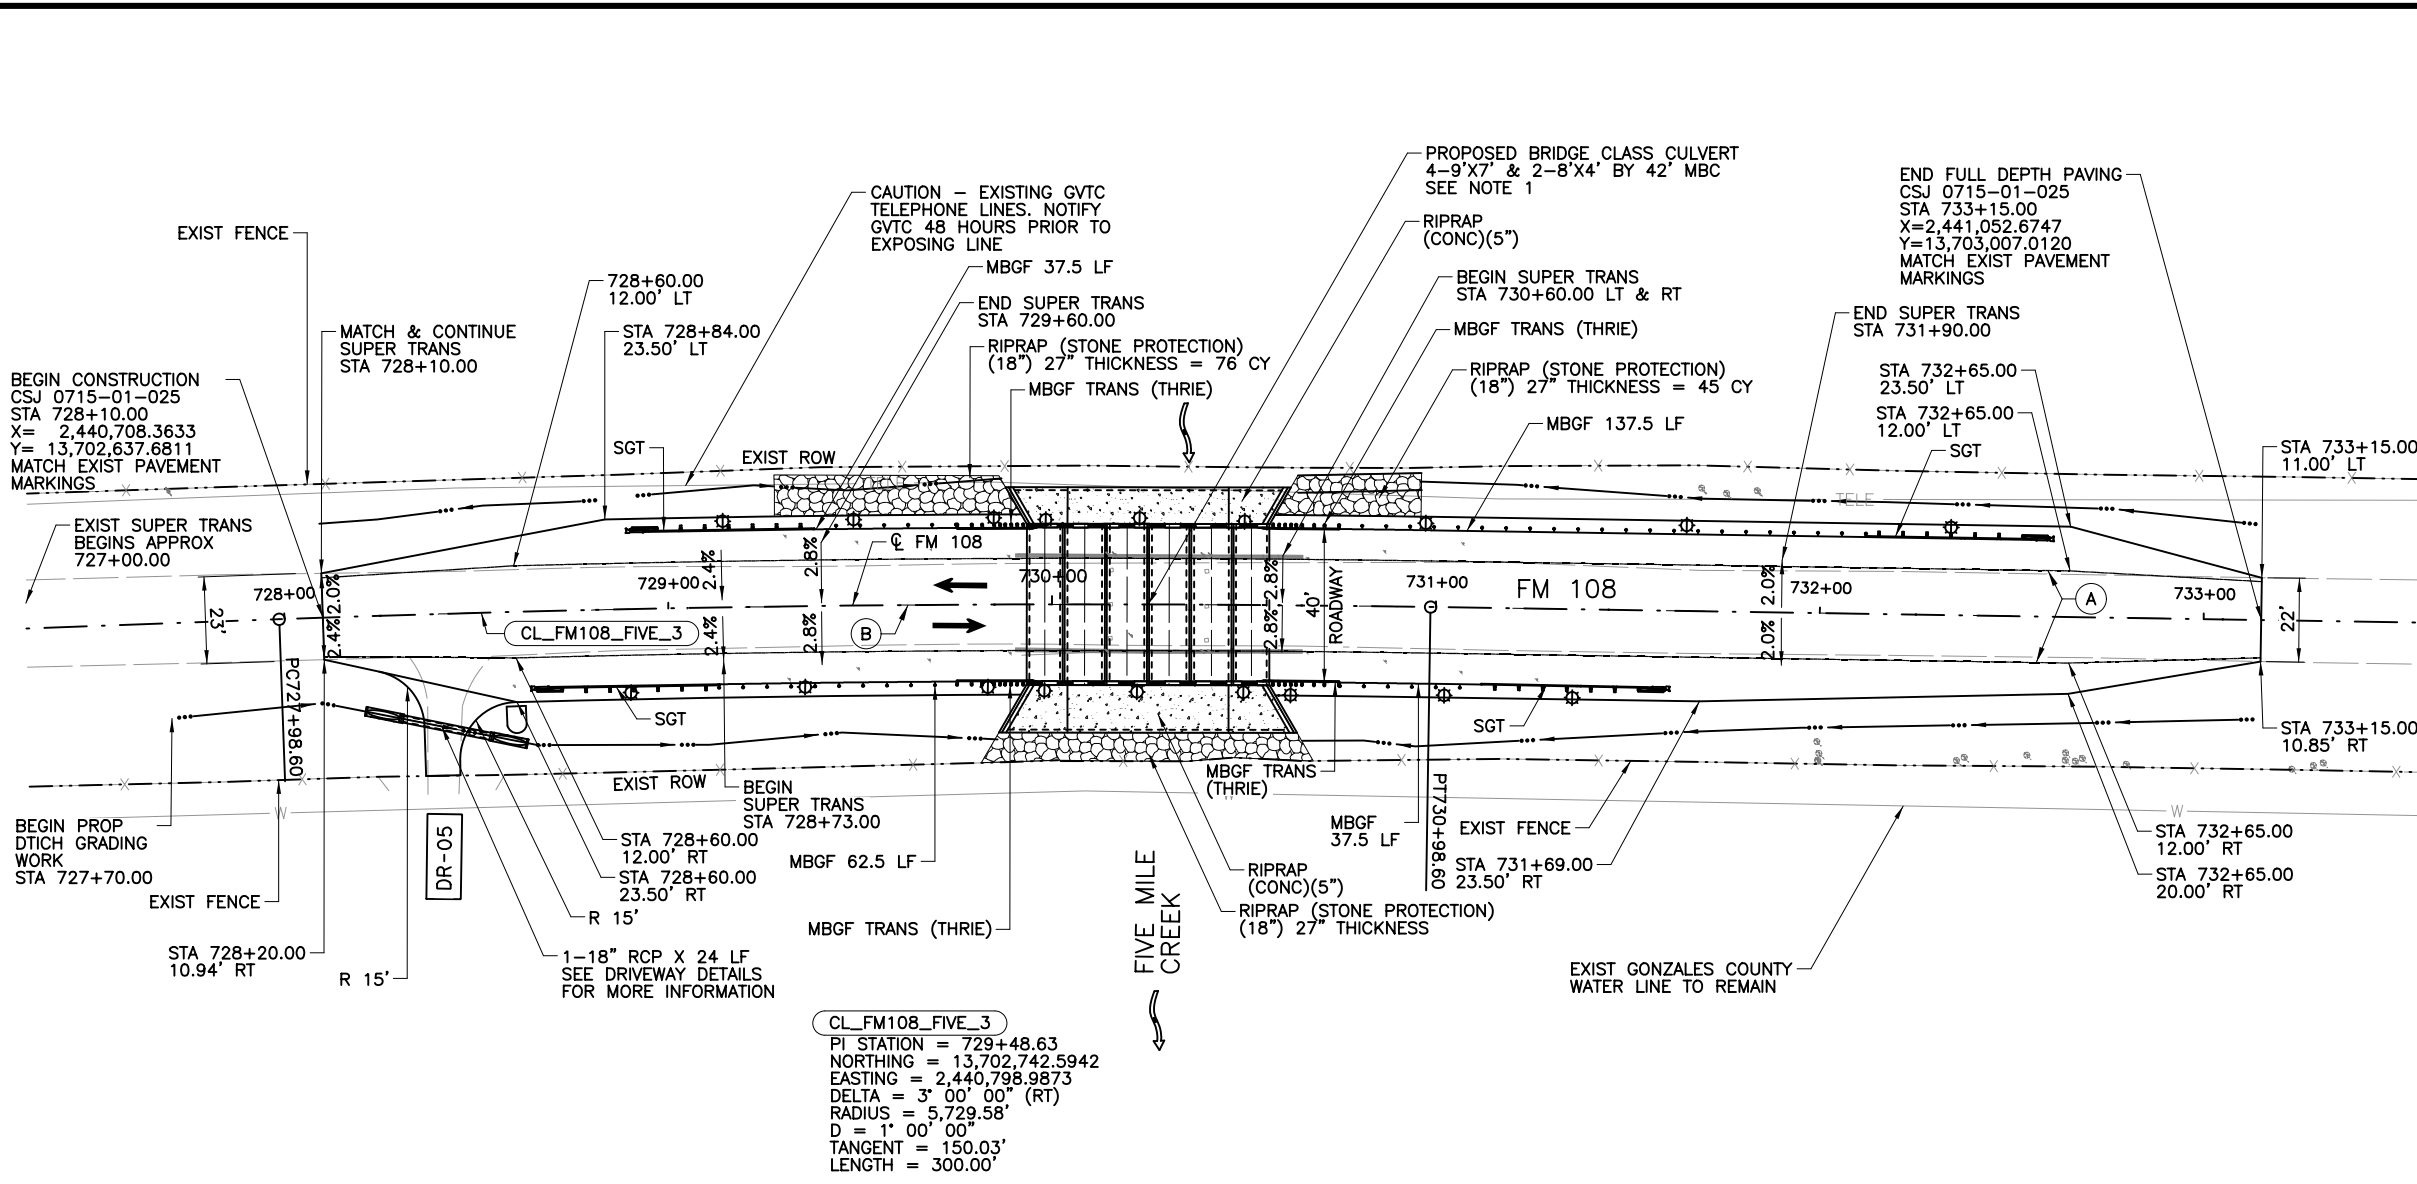 PROPOSED BRIDGE CLASS CULVERT
4-9'X7' & 2-8'X4' BY 42' MBC
SEE NOTE 1
END FULL DEPTH PAVING
CSJ 0715-01-025
STA 733+15.00
X=2,441,052.6747
Y=13,703,007.0120
MATCH EXIST PAVEMENT
MARKINGS
CAUTION - EXISTING GVTC
TELEPHONE LINES. NOTIFY
GVTC 48 HOURS PRIOR TO
EXPOSING LINE
EXIST FENCE
RIPRAP
(CONC)(5")
MBGF 37.5 LF
728+60.00
12.00' LT
BEGIN SUPER TRANS
STA 730+60.00 LT & RT
END SUPER TRANS
STA 729+60.00
END SUPER TRANS
STA 731+90.00
MATCH & CONTINUE
SUPER TRANS
STA 728+10.00
STA 728+84.00
23.50' LT
MBGF TRANS (THRIE)
RIPRAP (STONE PROTECTION)
(18") 27" THICKNESS = 76 CY
RIPRAP (STONE PROTECTION)
(18") 27" THICKNESS = 45 CY
STA 732+65.00
23.50' LT
BEGIN CONSTRUCTION
CSJ 0715-01-025
STA 728+10.00
X= 2,440,708.3633
Y= 13,702,637.6811
MATCH EXIST PAVEMENT
MARKINGS
MBGF TRANS (THRIE)
STA 732+65.00
12.00' LT
MBGF 137.5 LF
SGT
EXIST ROW
SGT
STA 733+15.00
11.00' LT
TELE
EXIST SUPER TRANS
BEGINS APPROX
727+00.00
℄ FM 108
728+00
729+00
730+00
731+00
732+00
733+00
FM 108
2.0%
2.4%
2.4%
2.4%
2.8%
2.8%
2.8%
2.8%
2.0%
2.0%
23'
40'
ROADWAY
22'
A
B
CL_FM108_FIVE_3
PC727+98.60
PT730+98.60
SGT
SGT
STA 733+15.00
10.85' RT
EXIST ROW
MBGF TRANS
(THRIE)
BEGIN
SUPER TRANS
STA 728+73.00
W
W
BEGIN PROP
DTICH GRADING
WORK
STA 727+70.00
DR-05
STA 728+60.00
12.00' RT
MBGF 62.5 LF
MBGF
37.5 LF
EXIST FENCE
STA 732+65.00
12.00' RT
STA 728+60.00
23.50' RT
RIPRAP
(CONC)(5")
STA 731+69.00
23.50' RT
STA 732+65.00
20.00' RT
EXIST FENCE
R 15'
MBGF TRANS (THRIE)
FIVE MILE
CREEK
RIPRAP (STONE PROTECTION)
(18") 27" THICKNESS
STA 728+20.00
10.94' RT
R 15'
1-18" RCP X 24 LF
SEE DRIVEWAY DETAILS
FOR MORE INFORMATION
EXIST GONZALES COUNTY
WATER LINE TO REMAIN
CL_FM108_FIVE_3
PI STATION = 729+48.63
NORTHING = 13,702,742.5942
EASTING = 2,440,798.9873
DELTA = 3° 00' 00" (RT)
RADIUS = 5,729.58'
D = 1° 00' 00"
TANGENT = 150.03'
LENGTH = 300.00'